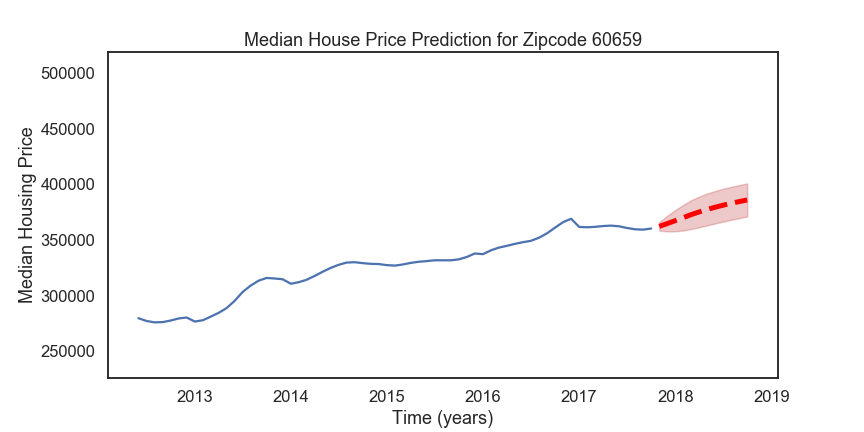 Median House Price Prediction for Zipcode 60659
500000
450000
400000
350000
300000
250000
Median Housing Price
2013 2014 2015 2016 2017 2018 2019
Time (years)